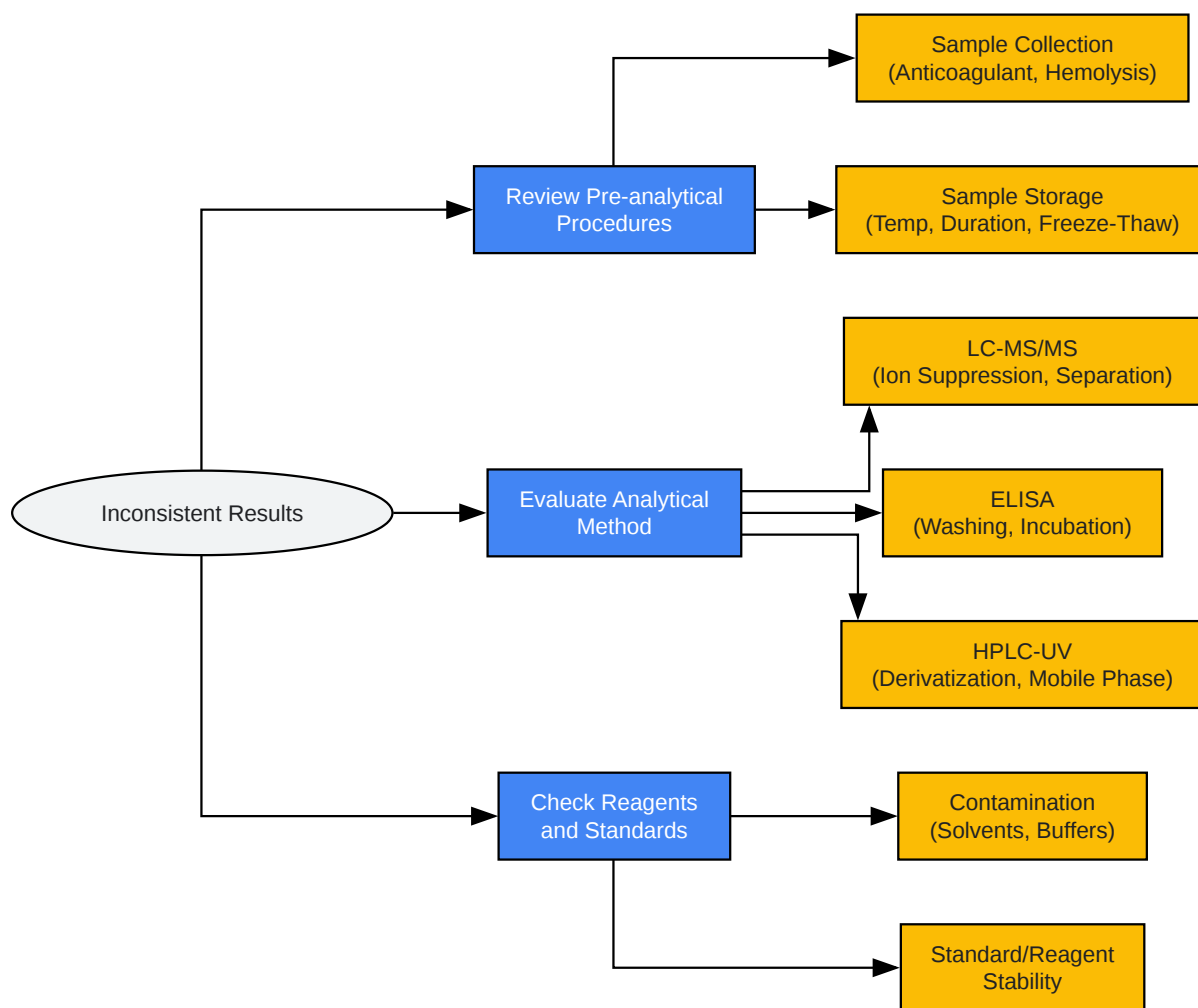 Sample Collection
(Anticoagulant, Hemolysis)
Review Pre-analytical
Procedures
Sample Storage
(Temp, Duration, Freeze-Thaw)
LC-MS/MS
(Ion Suppression, Separation)
Inconsistent Results
Evaluate Analytical
Method
ELISA
(Washing, Incubation)
HPLC-UV
(Derivatization, Mobile Phase)
Check Reagents
and Standards
Contamination
(Solvents, Buffers)
Standard/Reagent
Stability